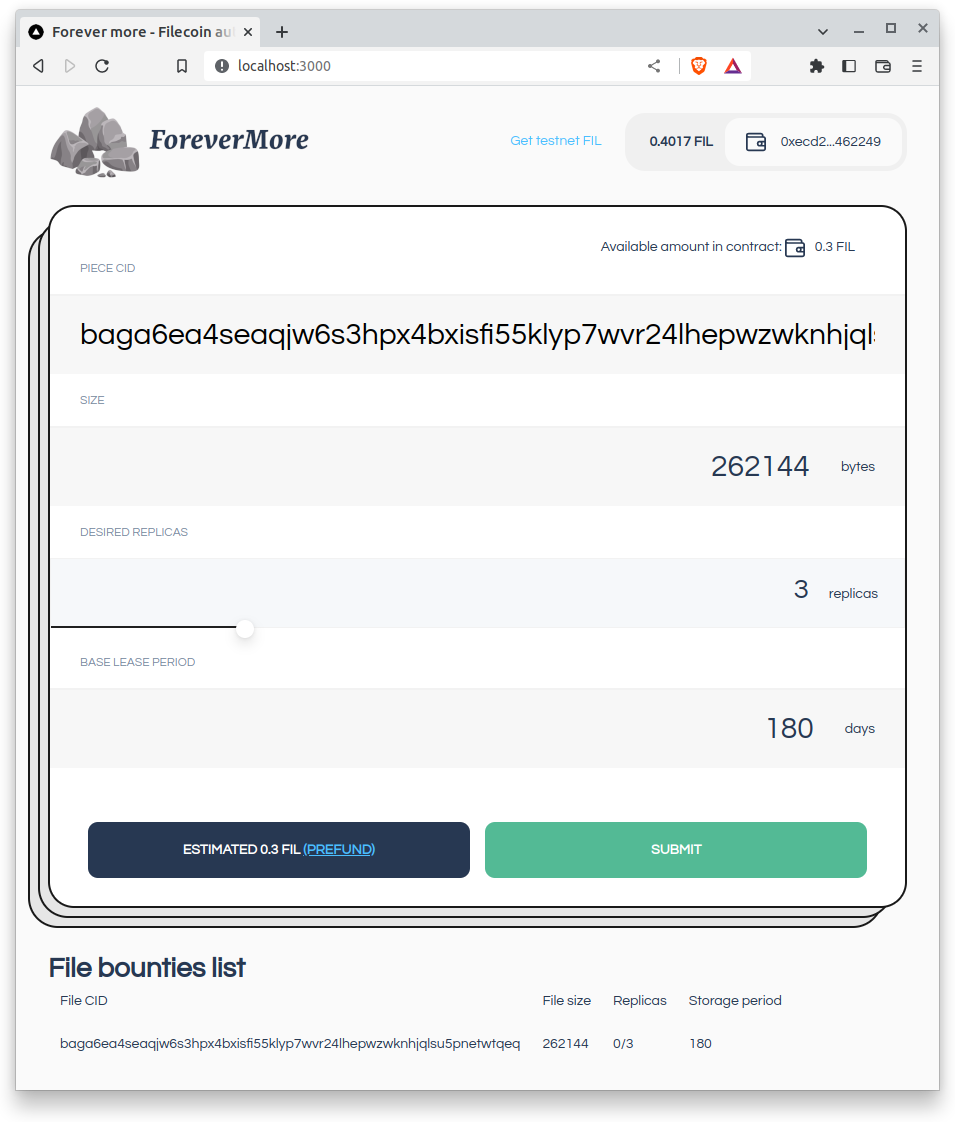 Forever more - Filecoin au
localhost:3000
ForeverMore
Get testnet FIL
0.4017 FIL
0xecd2...462249
Available amount in contract: 0.3 FIL
PIECE CID
baga6ea4seaqjw6s3hpx4bxisfi55klyp7wvr24lhepwzwknhjqls
SIZE
262144 bytes
DESIRED REPLICAS
3 replicas
BASE LEASE PERIOD
180 days
ESTIMATED 0.3 FIL (PREFUND)
SUBMIT
File bounties list
File CID File size Replicas Storage period
baga6ea4seaqjw6s3hpx4bxisfi55klyp7wvr24lhepwzwknhjqlsu5pnetwtqeq 262144 0/3 180